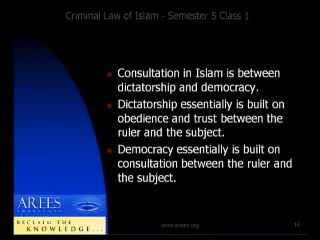 Criminal Law of Islam - Semester 5 Class 1
Consultation in Islam is between
dictatorship and democracy.
Dictatorship essentially is built on
obedience and trust between the
ruler and the subject.
Democracy essentially is built on
consultation between the ruler and
the subject.
AREES
RECLAIM THE
KNOWLEDGE...
www.arees.org
14